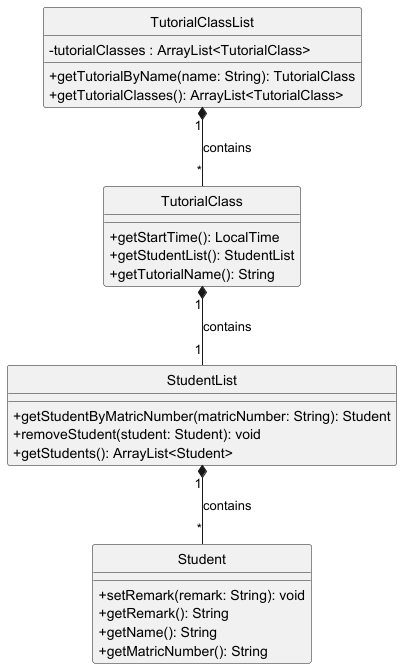 TutorialClassList
-tutorialClasses : ArrayList<TutorialClass>
+getTutorialByName(name: String): TutorialClass
+getTutorialClasses(): ArrayList<TutorialClass>
1
contains
*
TutorialClass
+getStartTime(): LocalTime
+getStudentList(): StudentList
+getTutorialName(): String
1
contains
1
StudentList
+getStudentByMatricNumber(matricNumber: String): Student
+removeStudent(student: Student): void
+getStudents(): ArrayList<Student>
1
contains
*
Student
+setRemark(remark: String): void
+getRemark(): String
+getName(): String
+getMatricNumber(): String